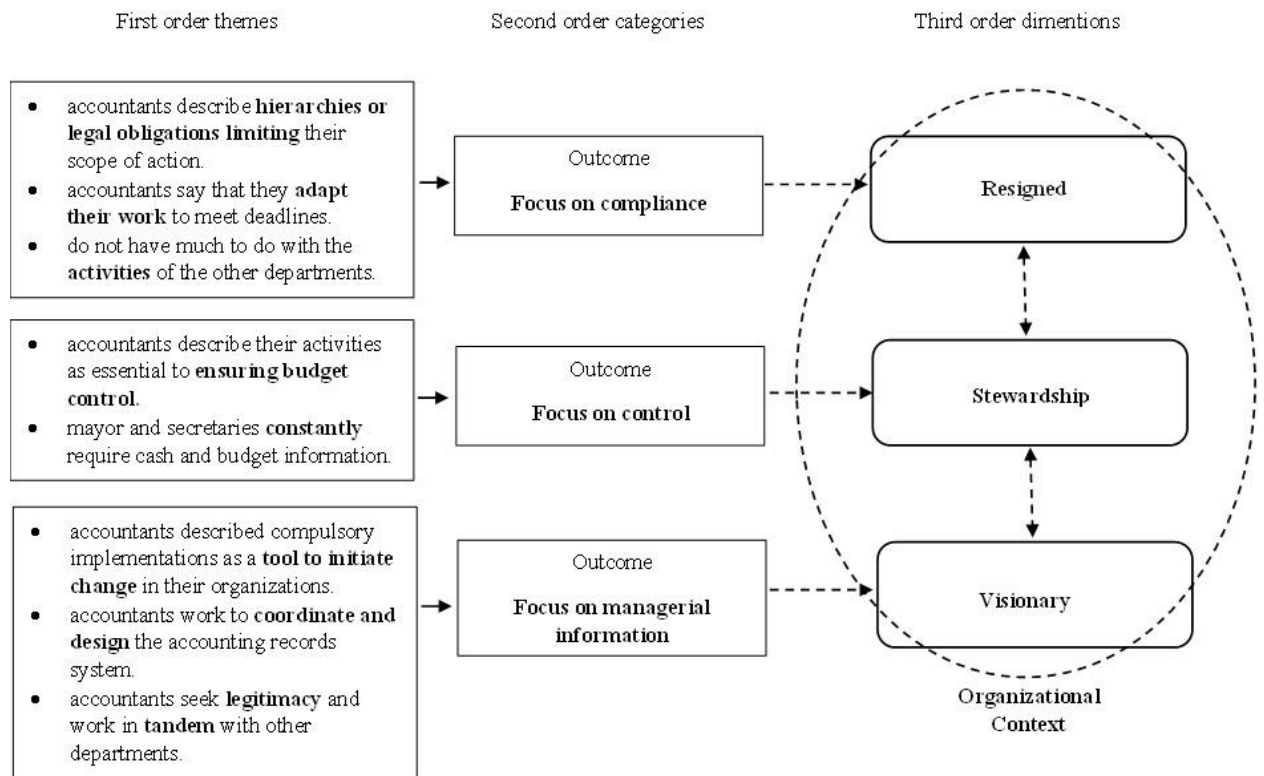 First order themes
Second order categories
Third order dimentions
• accountants describe hierarchies or
legal obligations limiting their
scope of action.
• accountants say that they adapt
their work to meet deadlines.
• do not have much to do with the
activities of the other departments.
Outcome
Focus on compliance
Resigned
• accountants describe their activities
as essential to ensuring budget
control.
• mayor and secretaries constantly
require cash and budget information.
Outcome
Focus on control
Stewardship
• accountants described compulsory
implementations as a tool to initiate
change in their organizations.
• accountants work to coordinate and
design the accounting records
system.
• accountants seek legitimacy and
work in tandem with other
departments.
Outcome
Focus on managerial
information
Visionary
Organizational
Context